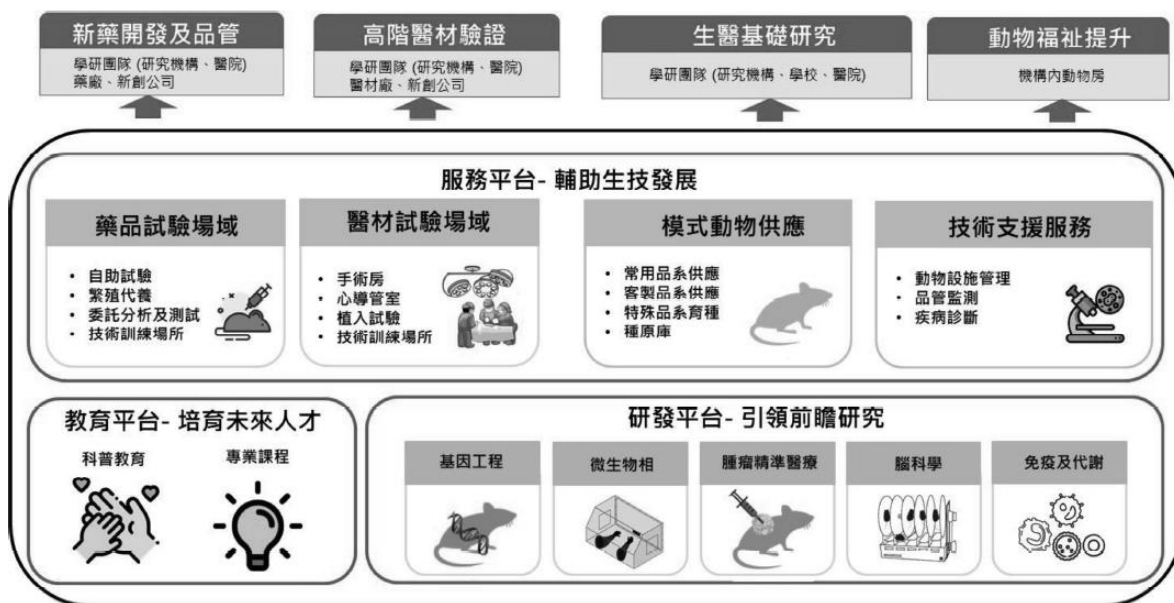 新藥開發及品管
學研團隊 (研究機構、醫院)
藥廠、新創公司
高階醫材驗證
學研團隊 (研究機構、醫院)
醫材廠、新創公司
生醫基礎研究
學研團隊 (研究機構、學校、醫院)
動物福祉提升
機構內動物房
服務平台- 輔助生技發展
藥品試驗場域
• 自助試驗
• 繁殖代養
• 委託分析及測試
• 技術訓練場所
醫材試驗場域
• 手術房
• 心導管室
• 植入試驗
• 技術訓練場所
模式動物供應
• 常用品系供應
• 客製品系供應
• 特殊品系育種
• 種原庫
技術支援服務
• 動物設施管理
• 品管監測
• 疾病診斷
教育平台- 培育未來人才
科普教育
專業課程
研發平台- 引領前瞻研究
基因工程
微生物相
腫瘤精準醫療
腦科學
免疫及代謝